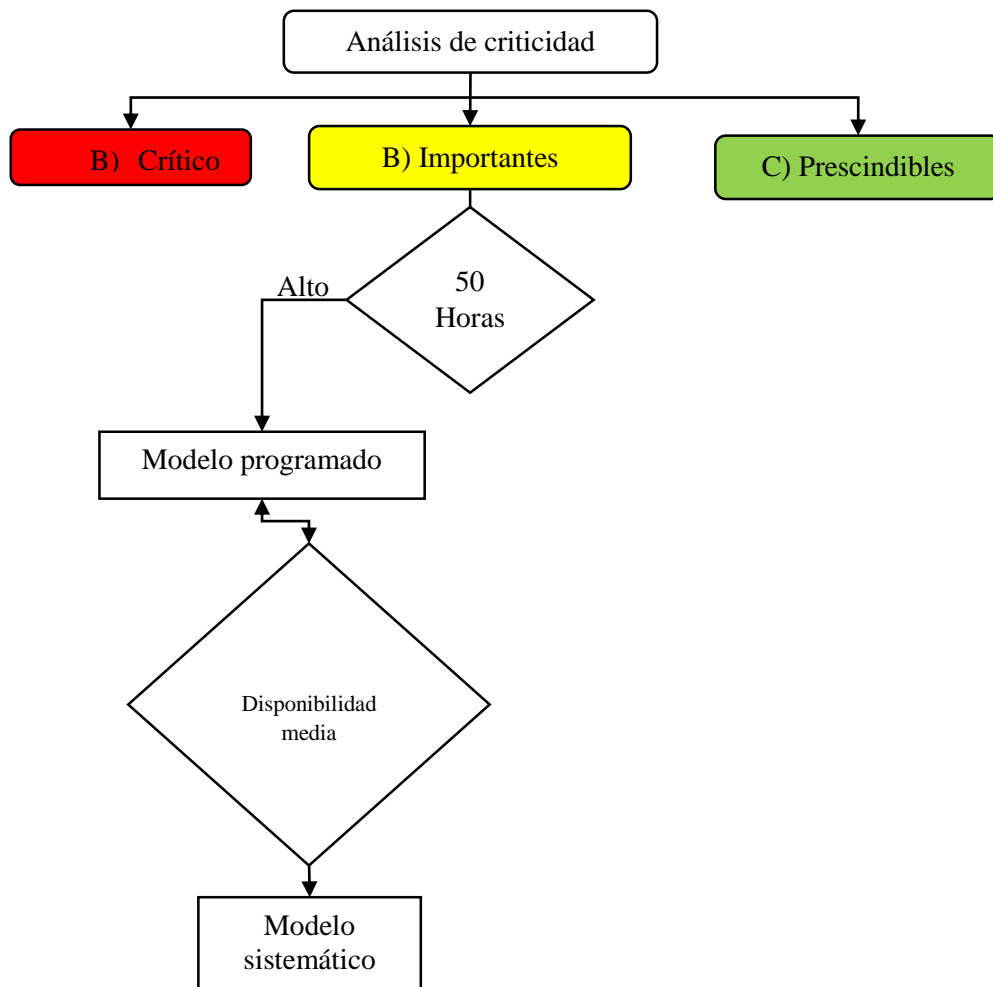 Análisis de criticidad
B) Crítico
B) Importantes
C) Prescindibles
50
Horas
Alto
Modelo programado
Disponibilidad
media
Modelo
sistemático